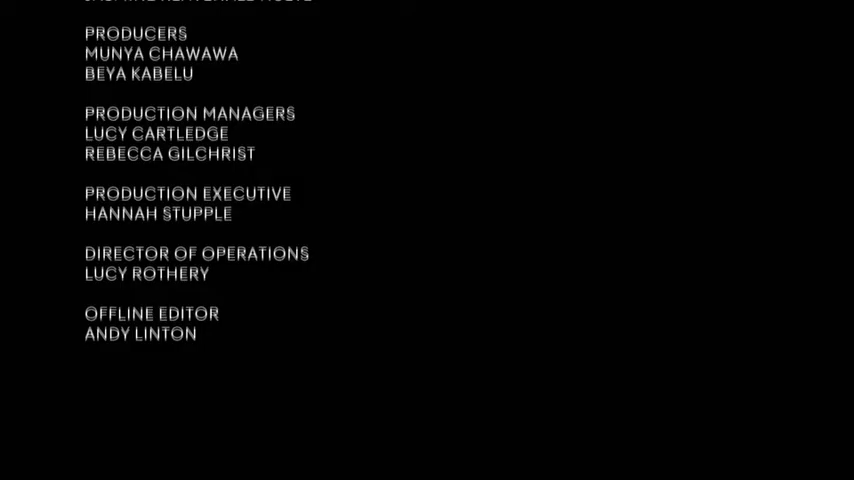 PRODUCERS
MUNYA CHAWAWA
BEYA KABELU
PRODUCTION MANAGERS
LUCY CARTLEDGE
REBECCA GILCHRIST
PRODUCTION EXECUTIVE
HANNAH STUPPLE
DIRECTOR OF OPERATIONS
LUCY ROTHERY
OFFLINE EDITOR
ANDY LINTON